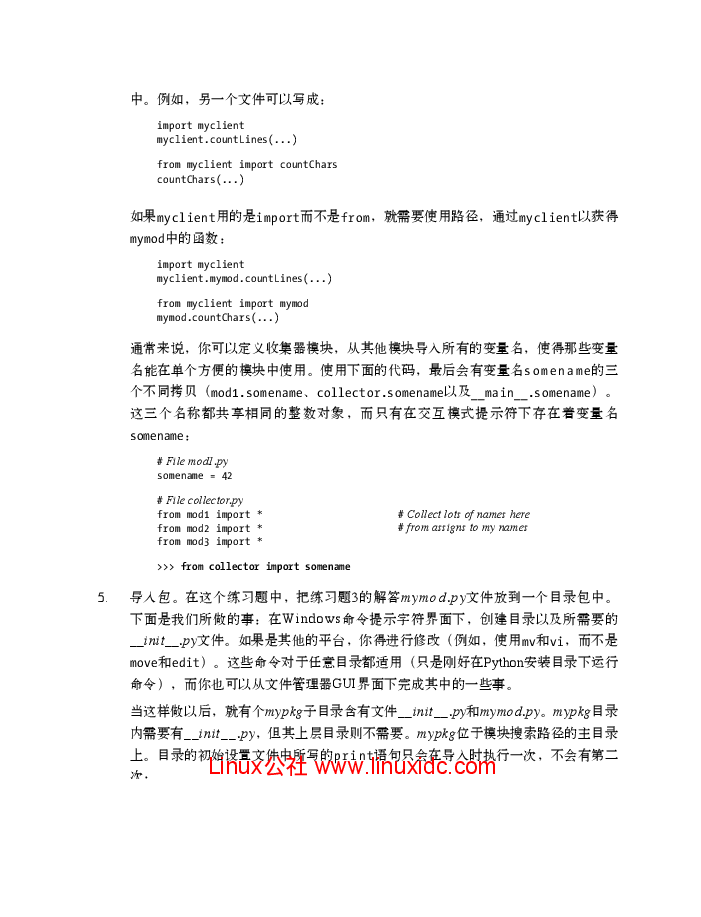 中。例如，另一个文件可以写成：
import myclient
myclient.countLines(...)
from myclient import countChars
countChars(...)
如果myclient用的是import而不是from，就需要使用路径，通过myclient以获得
mymod中的函数：
import myclient
myclient.mymod.countLines(...)
from myclient import mymod
mymod.countChars(...)
通常来说，你可以定义收集器模块，从其他模块导入所有的变量名，使得那些变量
名能在单个方便的模块中使用。使用下面的代码，最后会有变量名somename的三
个不同拷贝（mod1.somename、collector.somename以及__main__.somename）。
这三个名称都共享相同的整数对象，而只有在交互模式提示符下存在着变量名
somename：
# File mod1.py
somename = 42
# File collector.py
from mod1 import * # Collect lots of names here
from mod2 import * # from assigns to my names
from mod3 import *
>>> from collector import somename
5. 导入包。在这个练习题中，把练习题3的解答mymod.py文件放到一个目录包中。
下面是我们所做的事：在Windows命令提示字符界面下，创建目录以及所需要的
__init__.py文件。如果是其他的平台，你得进行修改（例如，使用mv和vi，而不是
move和edit）。这些命令对于任意目录都适用（只是刚好在Python安装目录下运行
命令），而你也可以从文件管理器GUI界面下完成其中的一些事。
当这样做以后，就有个mypkg子目录含有文件__init__.py和mymod.py。mypkg目录
内需要有__init__.py，但其上层目录则不需要。mypkg位于模块搜索路径的主目录
上。目录的初始设置文件中所写的print语句只会在导入时执行一次，不会有第二
次：
Linux公社 www.linuxidc.com